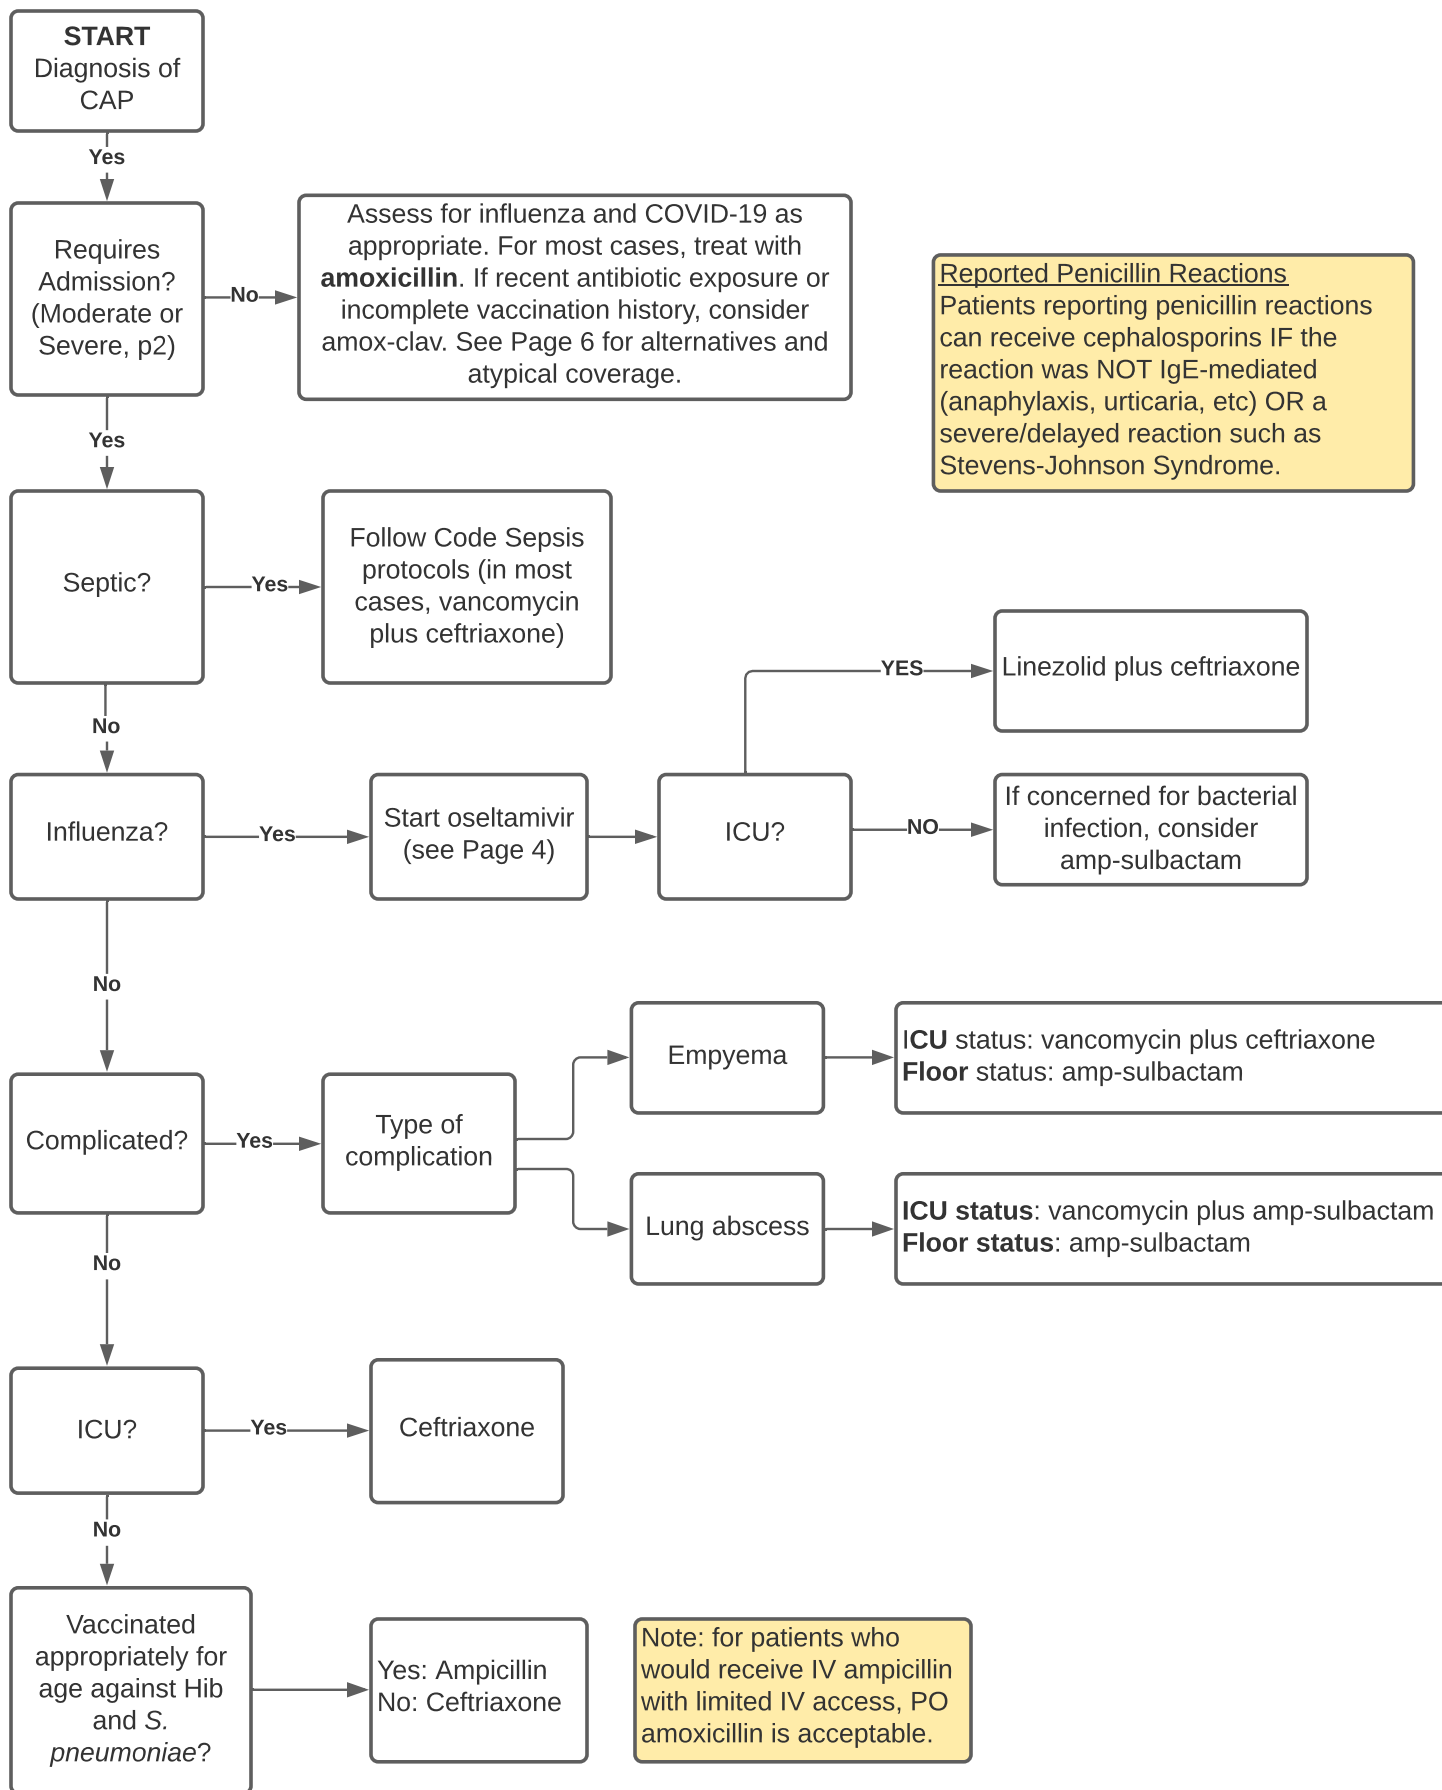 START
Diagnosis of
CAP
Yes
Requires
Admission?
(Moderate or
Severe, p2)
No
Assess for influenza and COVID-19 as
appropriate. For most cases, treat with
amoxicillin. If recent antibiotic exposure or
incomplete vaccination history, consider
amox-clav. See Page 6 for alternatives and
atypical coverage.
Reported Penicillin Reactions
Patients reporting penicillin reactions
can receive cephalosporins IF the
reaction was NOT IgE-mediated
(anaphylaxis, urticaria, etc) OR a
severe/delayed reaction such as
Stevens-Johnson Syndrome.
Yes
Septic?
Yes
Follow Code Sepsis
protocols (in most
cases, vancomycin
plus ceftriaxone)
No
Influenza?
Yes
Start oseltamivir
(see Page 4)
ICU?
YES
Linezolid plus ceftriaxone
NO
If concerned for bacterial
infection, consider
amp-sulbactam
No
Complicated?
Yes
Type of
complication
Empyema
ICU status: vancomycin plus ceftriaxone
Floor status: amp-sulbactam
Lung abscess
ICU status: vancomycin plus amp-sulbactam
Floor status: amp-sulbactam
No
ICU?
Yes
Ceftriaxone
No
Vaccinated
appropriately for
age against Hib
and S.
pneumoniae?
Yes: Ampicillin
No: Ceftriaxone
Note: for patients who
would receive IV ampicillin
with limited IV access, PO
amoxicillin is acceptable.